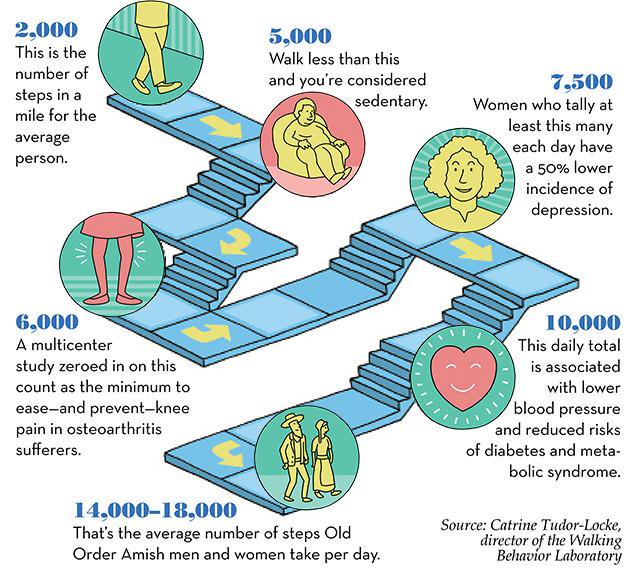 2,000
This is the
number of
steps in a
mile for the
average
person.
5,000
Walk less than this
and you're considered
sedentary.
7,500
Women who tally at
least this many
each day have
a 50% lower
incidence of
depression.
6,000
A multicenter
study zeroed in on this
count as the minimum to
ease—and prevent—knee
pain in osteoarthritis
sufferers.
10,000
This daily total
is associated
with lower
blood pressure
and reduced risks
of diabetes and meta-
bolic syndrome.
14,000–18,000
That's the average number of steps Old
Order Amish men and women take per day.
Source: Catrine Tudor-Locke,
director of the Walking
Behavior Laboratory